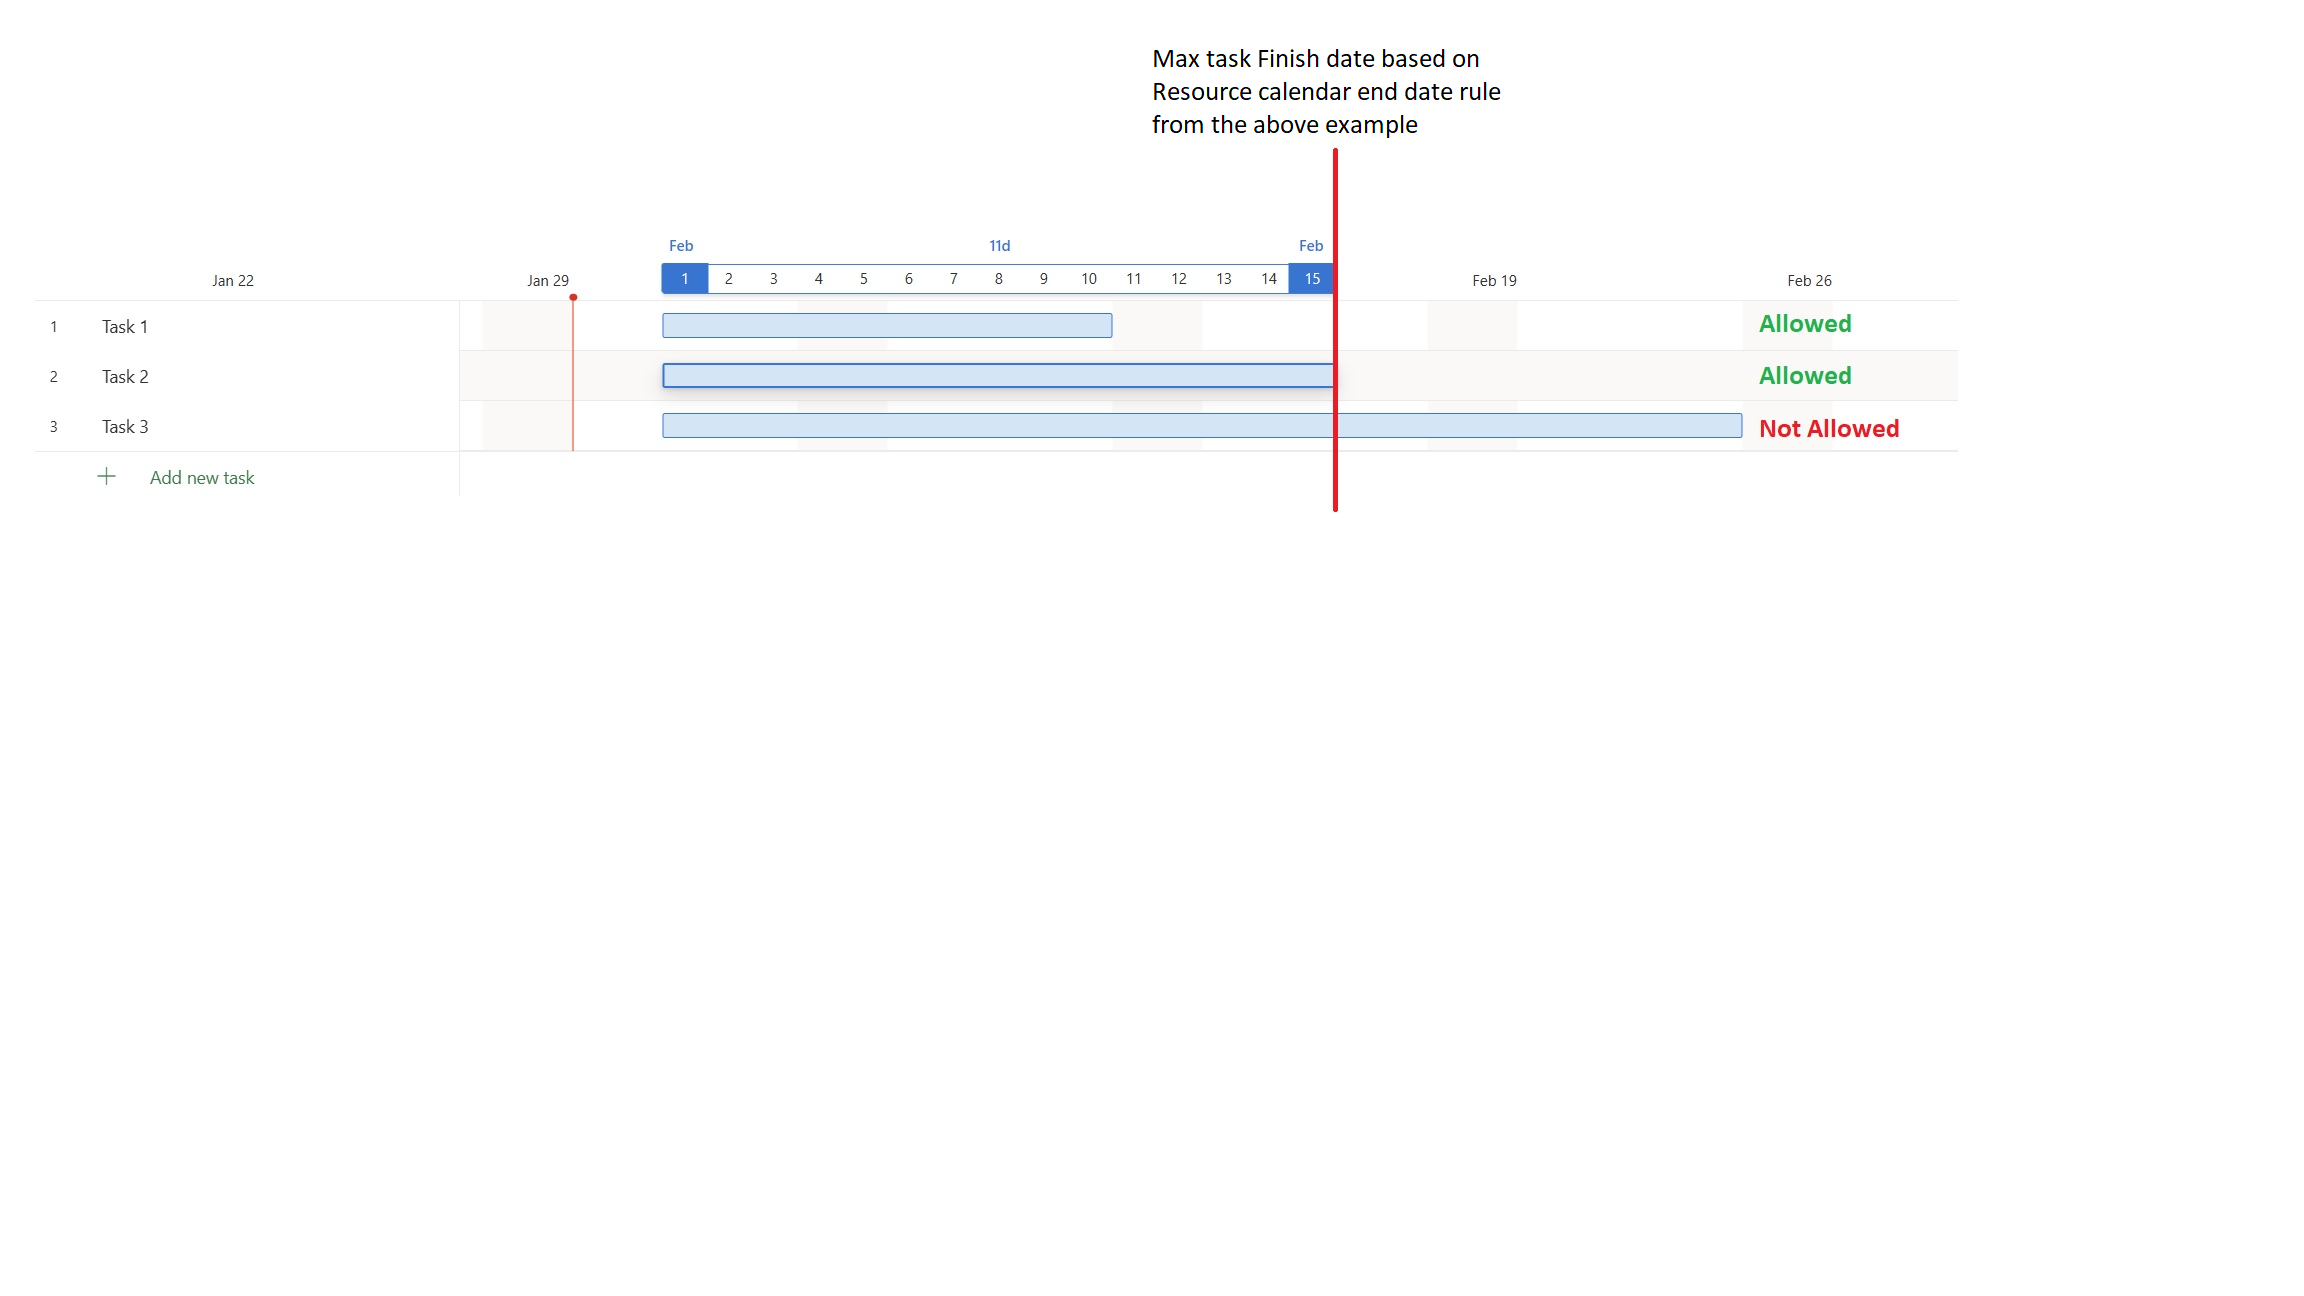 Max task Finish date based on
Resource calendar end date rule
from the above example
Feb 11d Feb
Jan 22 Jan 29 1 2 3 4 5 6 7 8 9 10 11 12 13 14 15 Feb 19 Feb 26
1 Task 1 Allowed
2 Task 2 Allowed
3 Task 3 Not Allowed
Add new task